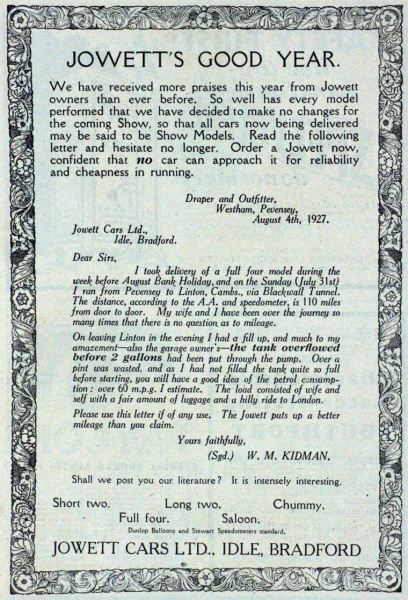 JOWETT'S GOOD YEAR.
We have received more praises this year from Jowett
owners than ever before. So well has every model
performed that we have decided to make no changes for
the coming Show, so that all cars now being delivered
may be said to be Show Models. Read the following
letter and hesitate no longer. Order a Jowett now,
confident that no car can approach it for reliability
and cheapness in running.
Draper and Outfitter,
Westham, Pevensey,
August 4th, 1927.
Jowett Cars Ltd.,
Idle, Bradford.
Dear Sirs,
I took delivery of a full four model during the
week before August Bank Holiday, and on the Sunday (July 31st)
I ran from Pevensey to Linton, Cambs., via Blackwall Tunnel.
The distance, according to the A.A. and speedometer, is 110 miles
from door to door. My wife and I have been over the journey so
many times that there is no question as to mileage.
On leaving Linton in the evening I had a fill up, and much to my
amazement—also the garage owner's—the tank overflowed
before 2 gallons had been put through the pump. Over a
pint was wasted, and as I had not filled the tank quite so full
before starting, you will have a good idea of the petrol consump-
tion: over 60 m.p.g. I estimate. The load consisted of wife and
self with a fair amount of luggage and a hilly ride to London.
Please use this letter if of any use. The Jowett puts up a better
mileage than you claim.
Yours faithfully,
(Sgd.) W. M. KIDMAN.
Shall we post you our literature? It is intensely interesting.
Short two. Long two. Chummy.
Full four. Saloon.
Dunlop Balloons and Stewart Speedometers standard.
JOWETT CARS LTD., IDLE, BRADFORD